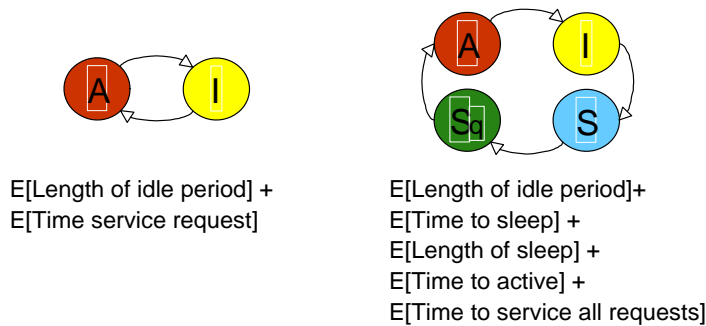 A I
A I
Sq S
E[Length of idle period] +
E[Time service request]
E[Length of idle period]+
E[Time to sleep] +
E[Length of sleep] +
E[Time to active] +
E[Time to service all requests]